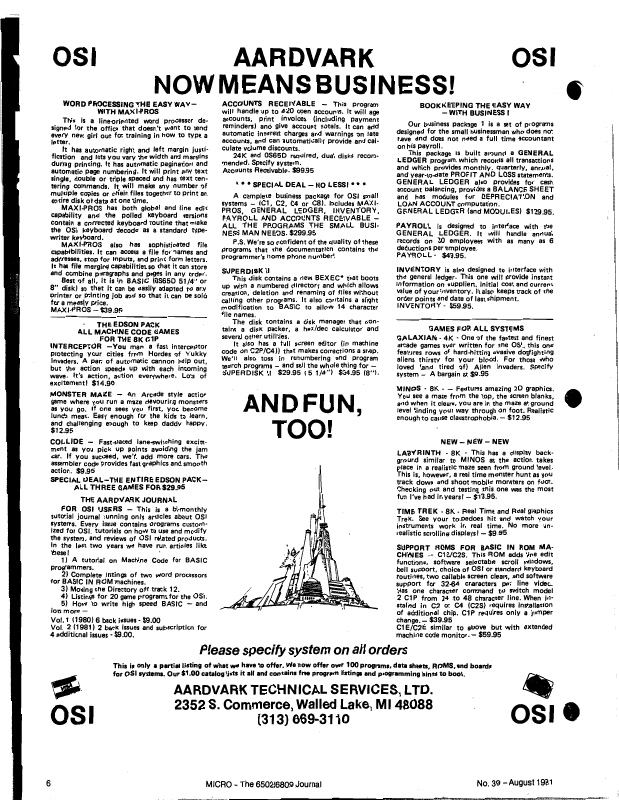 OSI
AARDVARK
OSI
NOW MEANS BUSINESS!
WORD PROCESSING THE EASY WAY—
WITH MAXI-PROS
This is a line-oriented word processor de-
signed for the office that doesn't want to send
every new girl out for training in how to type a
letter.
It has automatic right and left margin justi-
fication and lets you vary the width and margins
during printing. It has automatic pagination and
automatic page numbering. It will print any text
single, double or triple spaced and has text cen-
tering commands. It will make any number of
multiple copies or chain files together to print an
entire disk of data at one time.
MAXI-PROS has both global and line edit
capability and the polled keyboard versions
contain a corrected keyboard routine that make
the OSI keyboard decode as a standard type-
writer keyboard.
MAXI-PROS also has sophisticated file
capabilities. It can access a file for names and
addresses, stop for inputs, and print form letters.
It has file merging capabilities so that it can store
and combine paragraphs and pages in any order.
Best of all, it is in BASIC (OS65D 51/4" or
8" disk) so that it can be easily adapted to any
printer or printing job and so that it can be sold
for a measly price.
MAXI-PROS — $39.95
THE EDSON PACK
ALL MACHINE CODE GAMES
FOR THE 8K C1P
INTERCEPTOR —You man a fast interceptor
protecting your cities from Hordes of Yukky
Invaders. A pair of automatic cannon help out,
but the action speeds up with each incoming
wave. It's action, action everywhere. Lots of
excitement! $14.90
MONSTER MAZE — An Arcade style action
game where you run a maze devouring monsters
as you go. If one sees you first, you become
lunch meat. Easy enough for the kids to learn,
and challenging enough to keep daddy happy.
$12.95
COLLIDE — Fast-paced lane-switching excite-
ment as you pick up points avoiding the jam
car. If you succeed, we'll add more cars. The
assembler code provides fast graphics and smooth
action. $9.95
SPECIAL DEAL—THE ENTIRE EDSON PACK—
ALL THREE GAMES FOR $29.95
THE AARDVARK JOURNAL
FOR OSI USERS — This is a bi-monthly
tutorial journal running only articles about OSI
systems. Every issue contains programs custom-
ized for OSI, tutorials on how to use and modify
the system, and reviews of OSI related products.
In the last two years we have run articles like
these!
1) A tutorial on Machine Code for BASIC
programmers.
2) Complete listings of two word processors
for BASIC IN ROM machines.
3) Moving the Directory off track 12.
4) Listings for 20 game programs for the OSI.
5) How to write high speed BASIC — and
lots more —
Vol. 1 (1980) 6 back issues - $9.00
Vol. 2 (1981) 2 back issues and subscription for
4 additional issues - $9.00.
ACCOUNTS RECEIVABLE — This program
will handle up to 420 open accounts. It will age
accounts, print invoices (including payment
reminders) and give account totals. It can add
automatic interest charges and warnings on late
accounts, and can automatically provide and cal-
culate volume discounts.
24K and OS65D required, dual disks recom-
mended. Specify system.
Accounts Receivable. $99.95
* * * SPECIAL DEAL — NO LESS! * * *
A complete business package for OSI small
systems — (C1, C2, C4 or C8). Includes MAXI-
PROS, GENERAL LEDGER, INVENTORY,
PAYROLL AND ACCOUNTS RECEIVABLE —
ALL THE PROGRAMS THE SMALL BUSI-
NESS MAN NEEDS. $299.95
P.S. We're so confident of the quality of these
programs that the documentation contains the
programmer's home phone number!
SUPERDISK II
This disk contains a new BEXEC* that boots
up with a numbered directory and which allows
creation, deletion and renaming of files without
calling other programs. It also contains a slight
modification to BASIC to allow 14 character
file names.
The disk contains a disk manager that con-
tains a disk packer, a hex/dec calculator and
several other utilities.
It also has a full screen editor (in machine
code on C2P/C4)) that makes corrections a snap.
We'll also toss in renumbering and program
search programs — and sell the whole thing for —
SUPERDISK II $29.95 (5 1/4") $34.95 (8").
AND FUN,
TOO!
BOOKKEEPING THE EASY WAY
— WITH BUSINESS I
Our business package 1 is a set of programs
designed for the small businessman who does not
have and does not need a full time accountant
on his payroll.
This package is built around a GENERAL
LEDGER program which records all transactions
and which provides monthly, quarterly, annual,
and year-to-date PROFIT AND LOSS statements.
GENERAL LEDGER also provides for cash
account balancing, provides a BALANCE SHEET
and has modules for DEPRECIATION and
LOAN ACCOUNT computation.
GENERAL LEDGER (and MODULES) $129.95.
PAYROLL is designed to interface with the
GENERAL LEDGER. It will handle annual
records on 30 employees with as many as 6
deductions per employee.
PAYROLL - $49.95.
INVENTORY is also designed to interface with
the general ledger. This one will provide instant
information on suppliers, initial cost and current
value of your inventory. It also keeps track of the
order points and date of last shipment.
INVENTORY - $59.95.
GAMES FOR ALL SYSTEMS
GALAXIAN - 4K - One of the fastest and finest
arcade games ever written for the OSI, this one
features rows of hard-hitting evasive dogfighting
aliens thirsty for your blood. For those who
loved (and tired of) Alien Invaders. Specify
system — A bargain at $9.95
MINOS - 8K - — Features amazing 3D graphics.
You see a maze from the top, the screen blanks,
and when it clears, you are in the maze at ground
level finding your way through on foot. Realistic
enough to cause claustrophobia. — $12.95
NEW — NEW — NEW
LABYRINTH - 8K - This has a display back-
ground similar to MINOS as the action takes
place in a realistic maze seen from ground level.
This is, however, a real time monster hunt as you
track down and shoot mobile monsters on foot.
Checking out and testing this one was the most
fun I've had in years! — $13.95.
TIME TREK - 8K - Real Time and Real graphics
Trek. See your torpedoes hit and watch your
instruments work in real time. No more un-
realistic scrolling displays! — $9.95
SUPPORT ROMS FOR BASIC IN ROM MA-
CHINES — C1S/C2S. This ROM adds line edit
functions, software selectable scroll windows,
bell support, choice of OSI or standard keyboard
routines, two callable screen clears, and software
support for 32-64 characters per line video.
Has one character command to switch model
2 C1P from 24 to 48 character line. When in-
stalled in C2 or C4 (C2S) requires installation
of additional chip. C1P requires only a jumper
change. — $39.95
C1E/C2E similar to above but with extended
machine code monitor. — $59.95
Please specify system on all orders
This is only a partial listing of what we have to offer. We now offer over 100 programs, data sheets, ROMS, and boards
for OSI systems. Our $1.00 catalog lists it all and contains free program listings and programming hints to boot.
AARDVARK TECHNICAL SERVICES, LTD.
2352 S. Commerce, Walled Lake, MI 48088
(313) 669-3110
OSI
OSI
6
MICRO - The 6502/6809 Journal
No. 39 - August 1981